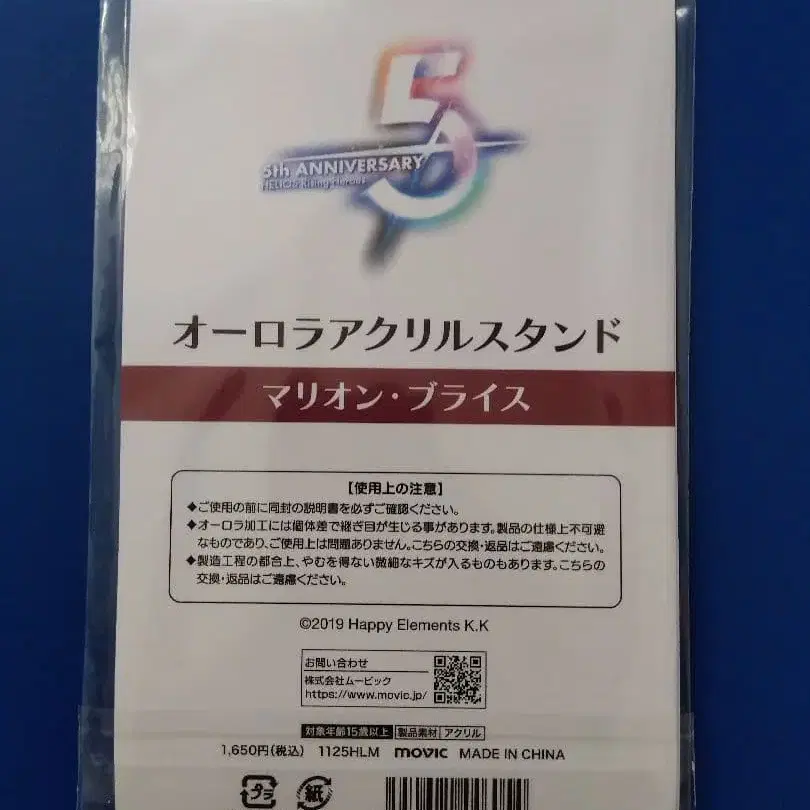 5
5th ANNIVERSARY
HELIOS Rising Heroes
オーロラアクリルスタンド
マリオン・ブライス
【使用上の注意】
◆ご使用の前に同封の説明書を必ずご確認ください。
◆オーロラ加工には個体差で継ぎ目が生じる事があります。製品の仕様上不可避
なものであり、ご使用上は問題ありません。こちらの交換・返品はご遠慮ください。
◆製造工程の都合上、やむを得ない微細なキズが入るものもあります。こちらの
交換・返品はご遠慮ください。
©2019 Happy Elements K.K
お問い合わせ
株式会社ムービック
https://www.movic.jp/
対象年齢15歳以上 製品素材 アクリル
1,650円(税込) 1125HLM movic MADE IN CHINA
プラ 紙